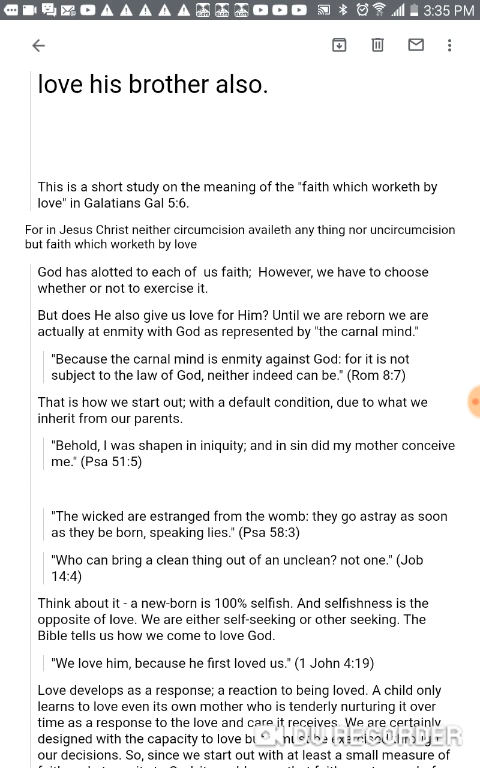 3:35 PM
love his brother also.
This is a short study on the meaning of the "faith which worketh by
love" in Galatians Gal 5:6.
For in Jesus Christ neither circumcision availeth any thing nor uncircumcision
but faith which worketh by love
God has alotted to each of us faith; However, we have to choose
whether or not to exercise it.
But does He also give us love for Him? Until we are reborn we are
actually at enmity with God as represented by "the carnal mind."
"Because the carnal mind is enmity against God: for it is not
subject to the law of God, neither indeed can be." (Rom 8:7)
That is how we start out; with a default condition, due to what we
inherit from our parents.
"Behold, I was shapen in iniquity; and in sin did my mother conceive
me." (Psa 51:5)
"The wicked are estranged from the womb: they go astray as soon
as they be born, speaking lies." (Psa 58:3)
"Who can bring a clean thing out of an unclean? not one." (Job
14:4)
Think about it - a new-born is 100% selfish. And selfishness is the
opposite of love. We are either self-seeking or other seeking. The
Bible tells us how we come to love God.
"We love him, because he first loved us." (1 John 4:19)
Love develops as a response; a reaction to being loved. A child only
learns to love even its own mother who is tenderly nurturing it over
time as a response to the love and care it receives. We are certainly
designed with the capacity to love
DU RECORDER
our decisions. So, since we start out with at least a small measure of